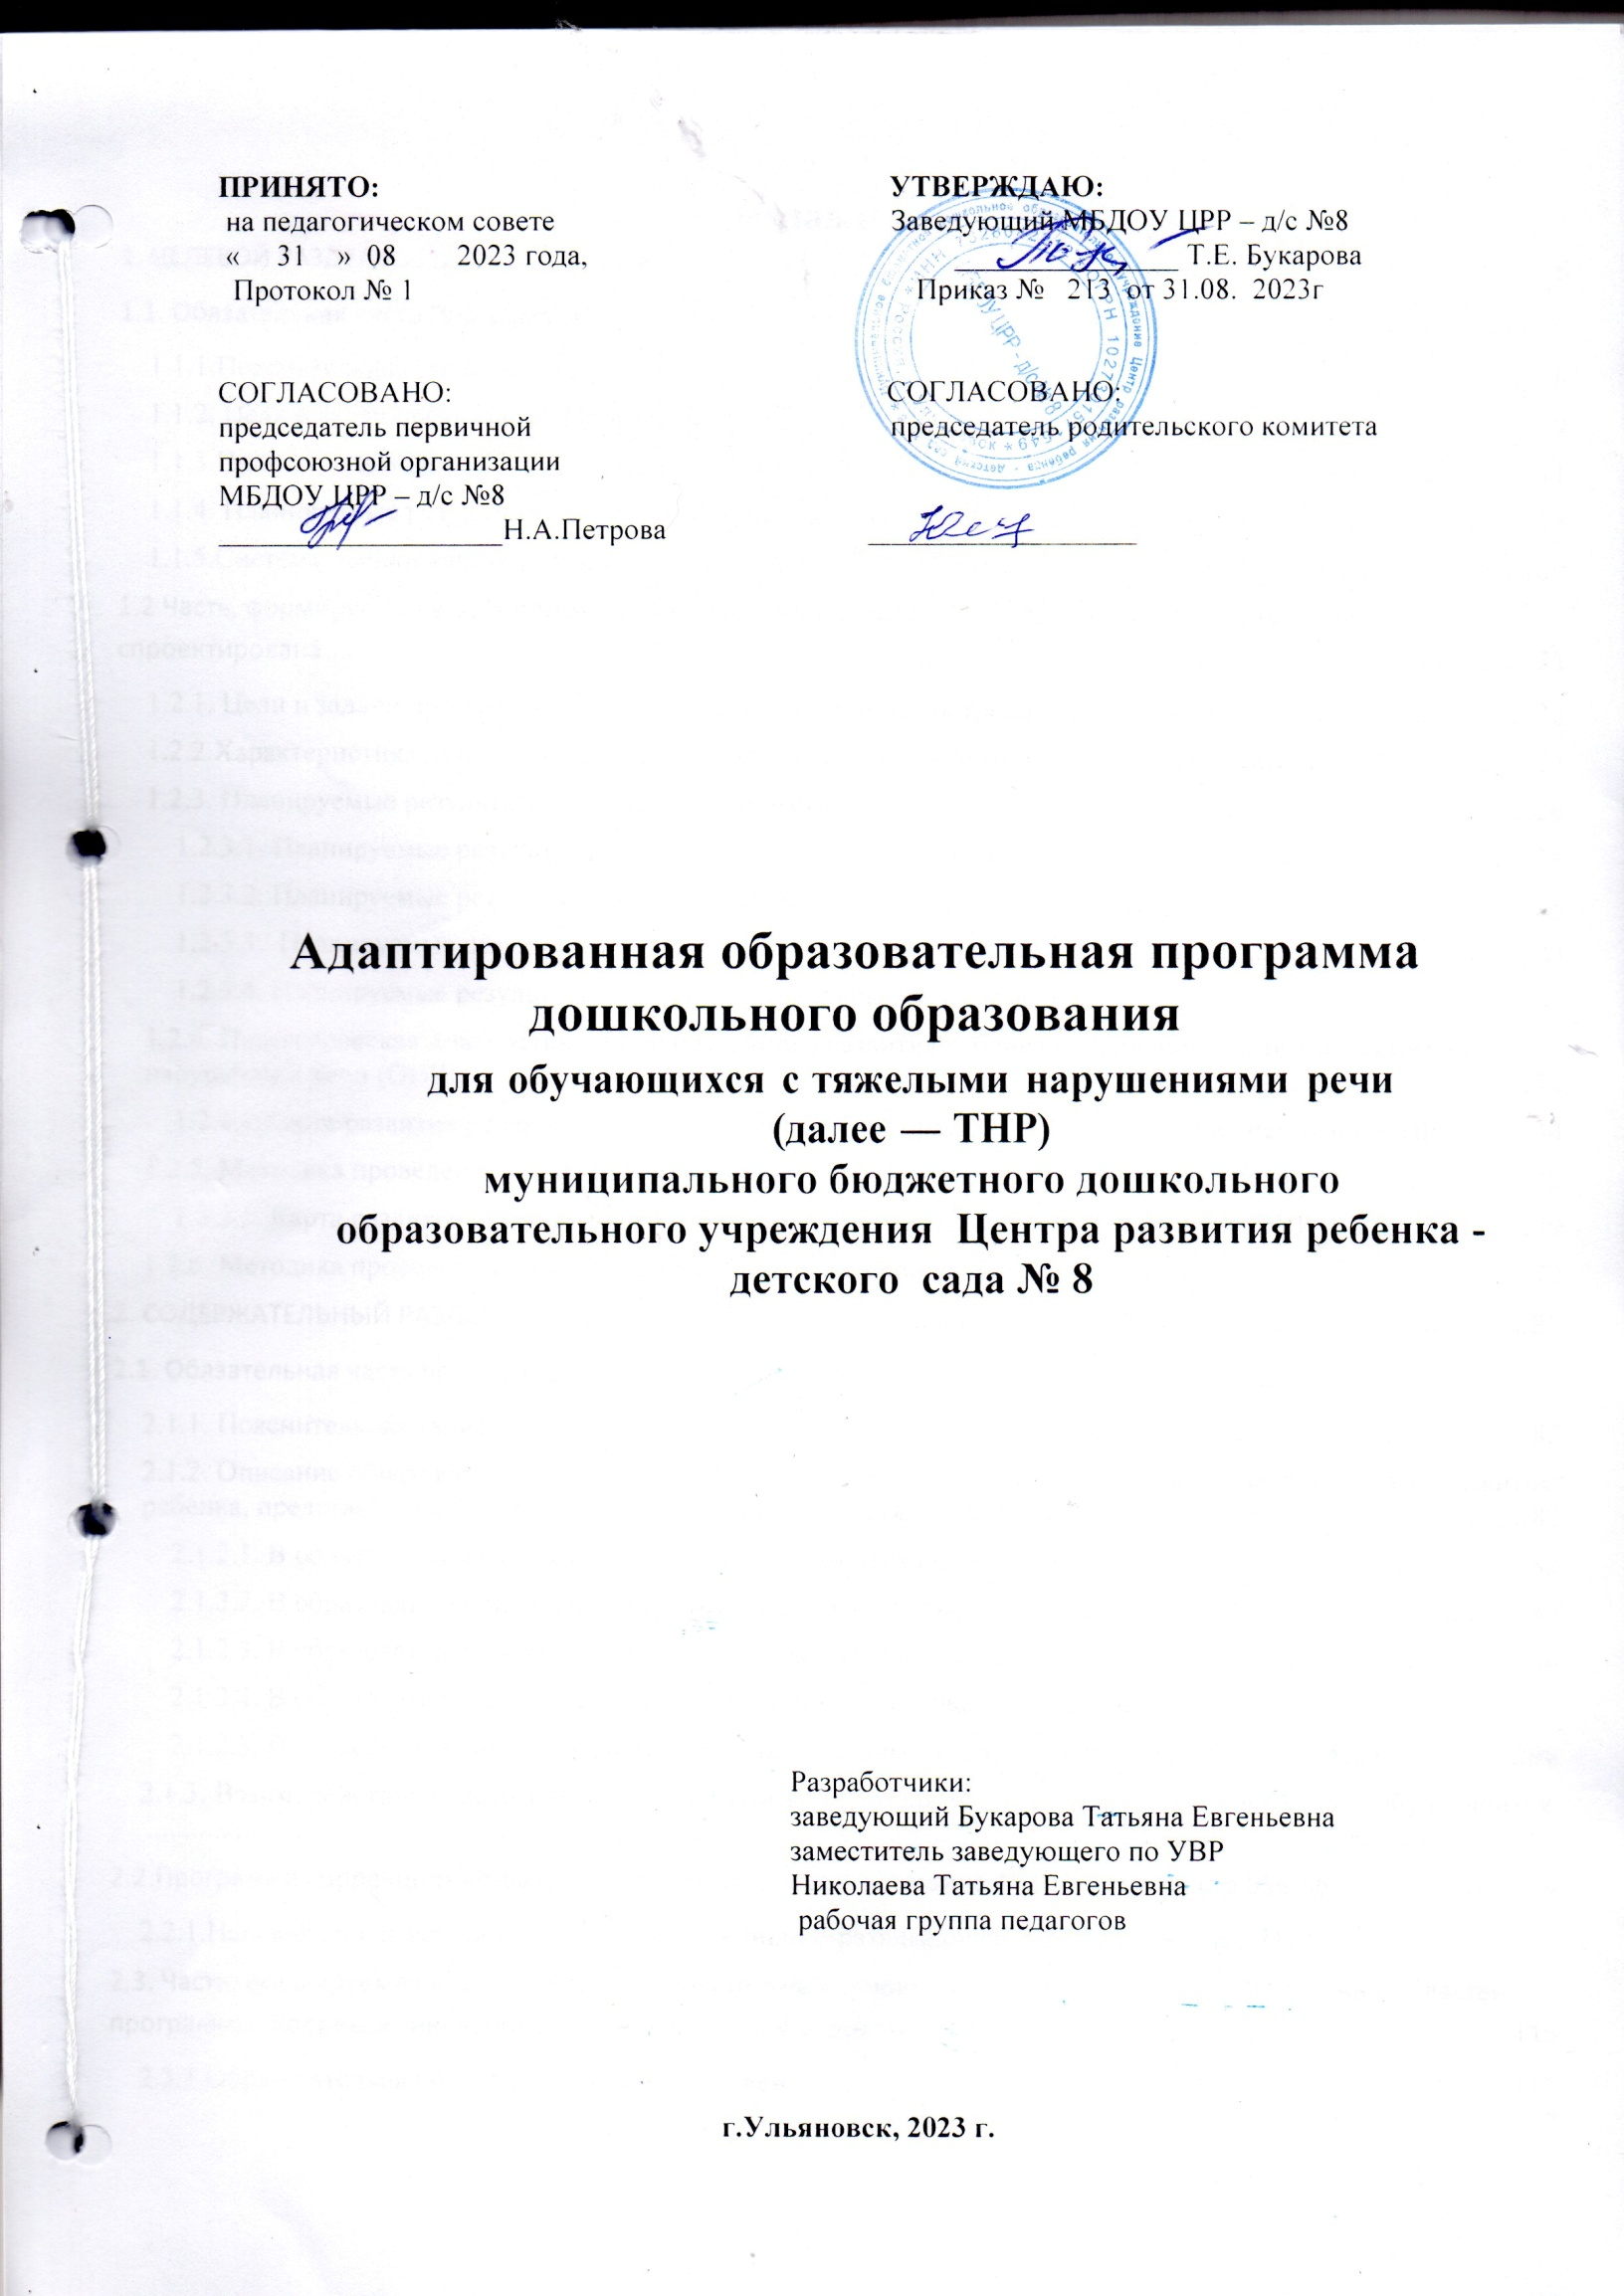 ПРИНЯТО:
на педагогическом совете
« 31 » 08 2023 года,
Протокол № 1
УТВЕРЖДАЮ:
Заведующий МБДОУ ЦРР – д/с №8
Т.Е. Букарова
Приказ № 213 от 31.08. 2023г
СОГЛАСОВАНО:
председатель первичной
профсоюзной организации
МБДОУ ЦРР – д/с №8
Н.А.Петрова
СОГЛАСОВАНО:
председатель родительского комитета
Адаптированная образовательная программа
дошкольного образования
для обучающихся с тяжелыми нарушениями речи
(далее — ТНР)
муниципального бюджетного дошкольного
образовательного учреждения Центра развития ребенка -
детского сада № 8
Разработчики:
заведующий Букарова Татьяна Евгеньевна
заместитель заведующего по УВР
Николаева Татьяна Евгеньевна
рабочая группа педагогов
г.Ульяновск, 2023 г.